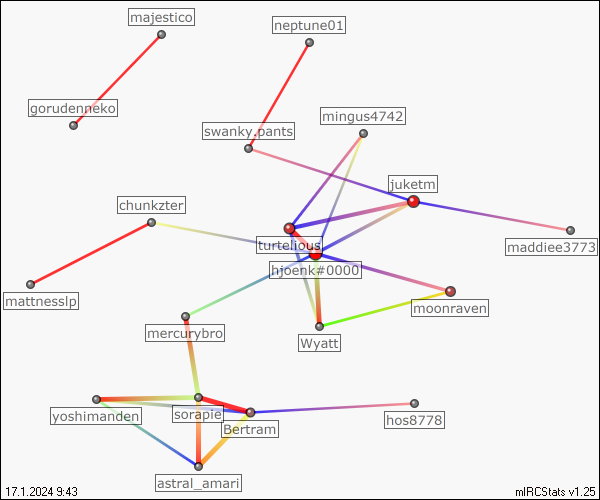 majestico
neptune01
gorudenneko
mingus4742
swanky.pants
juketm
chunkzter
turtelious
maddiee3773
hjoenk#0000
mattnesslp
moonraven
mercurybro
Wyatt
yoshimanden
sorapie
hos8778
Bertram
astral_amari
17.1.2024 9:43
mIRCStats v1.25